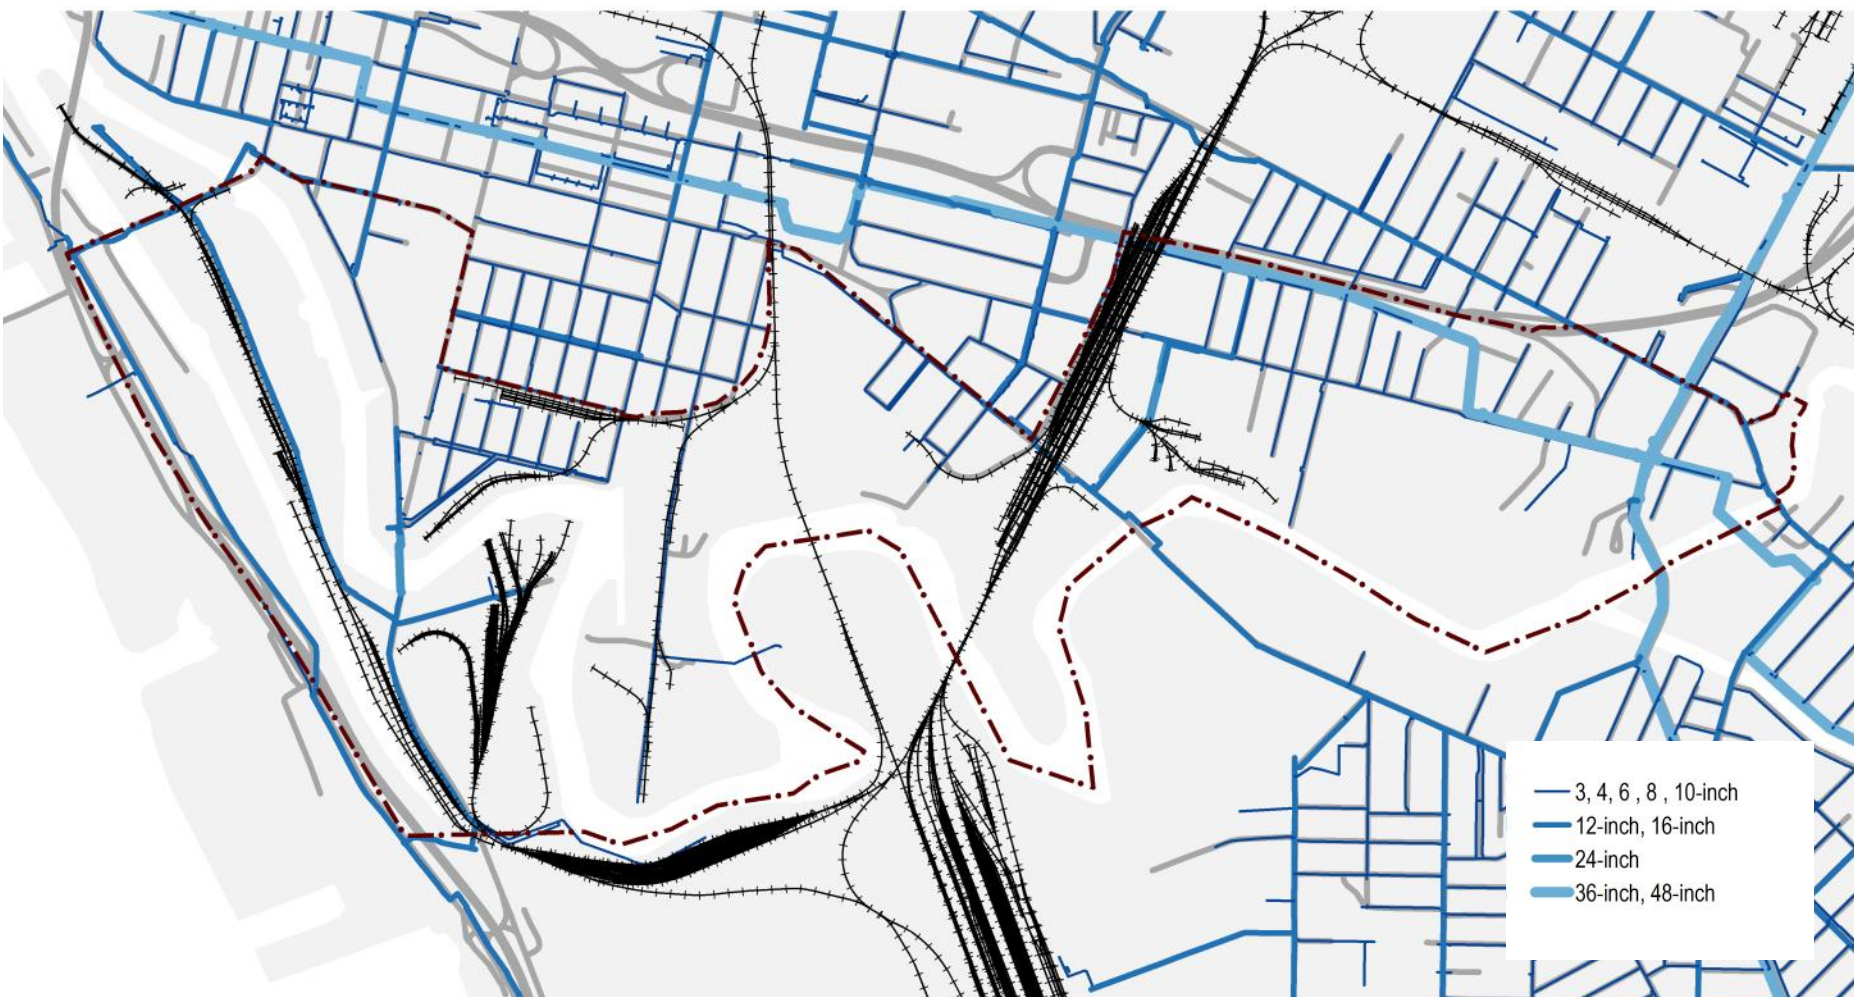 3, 4, 6 , 8 , 10-inch
12-inch, 16-inch
24-inch
36-inch, 48-inch